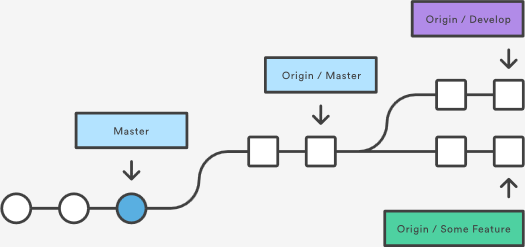 Origin / Develop
Origin / Master
Master
Origin / Some Feature